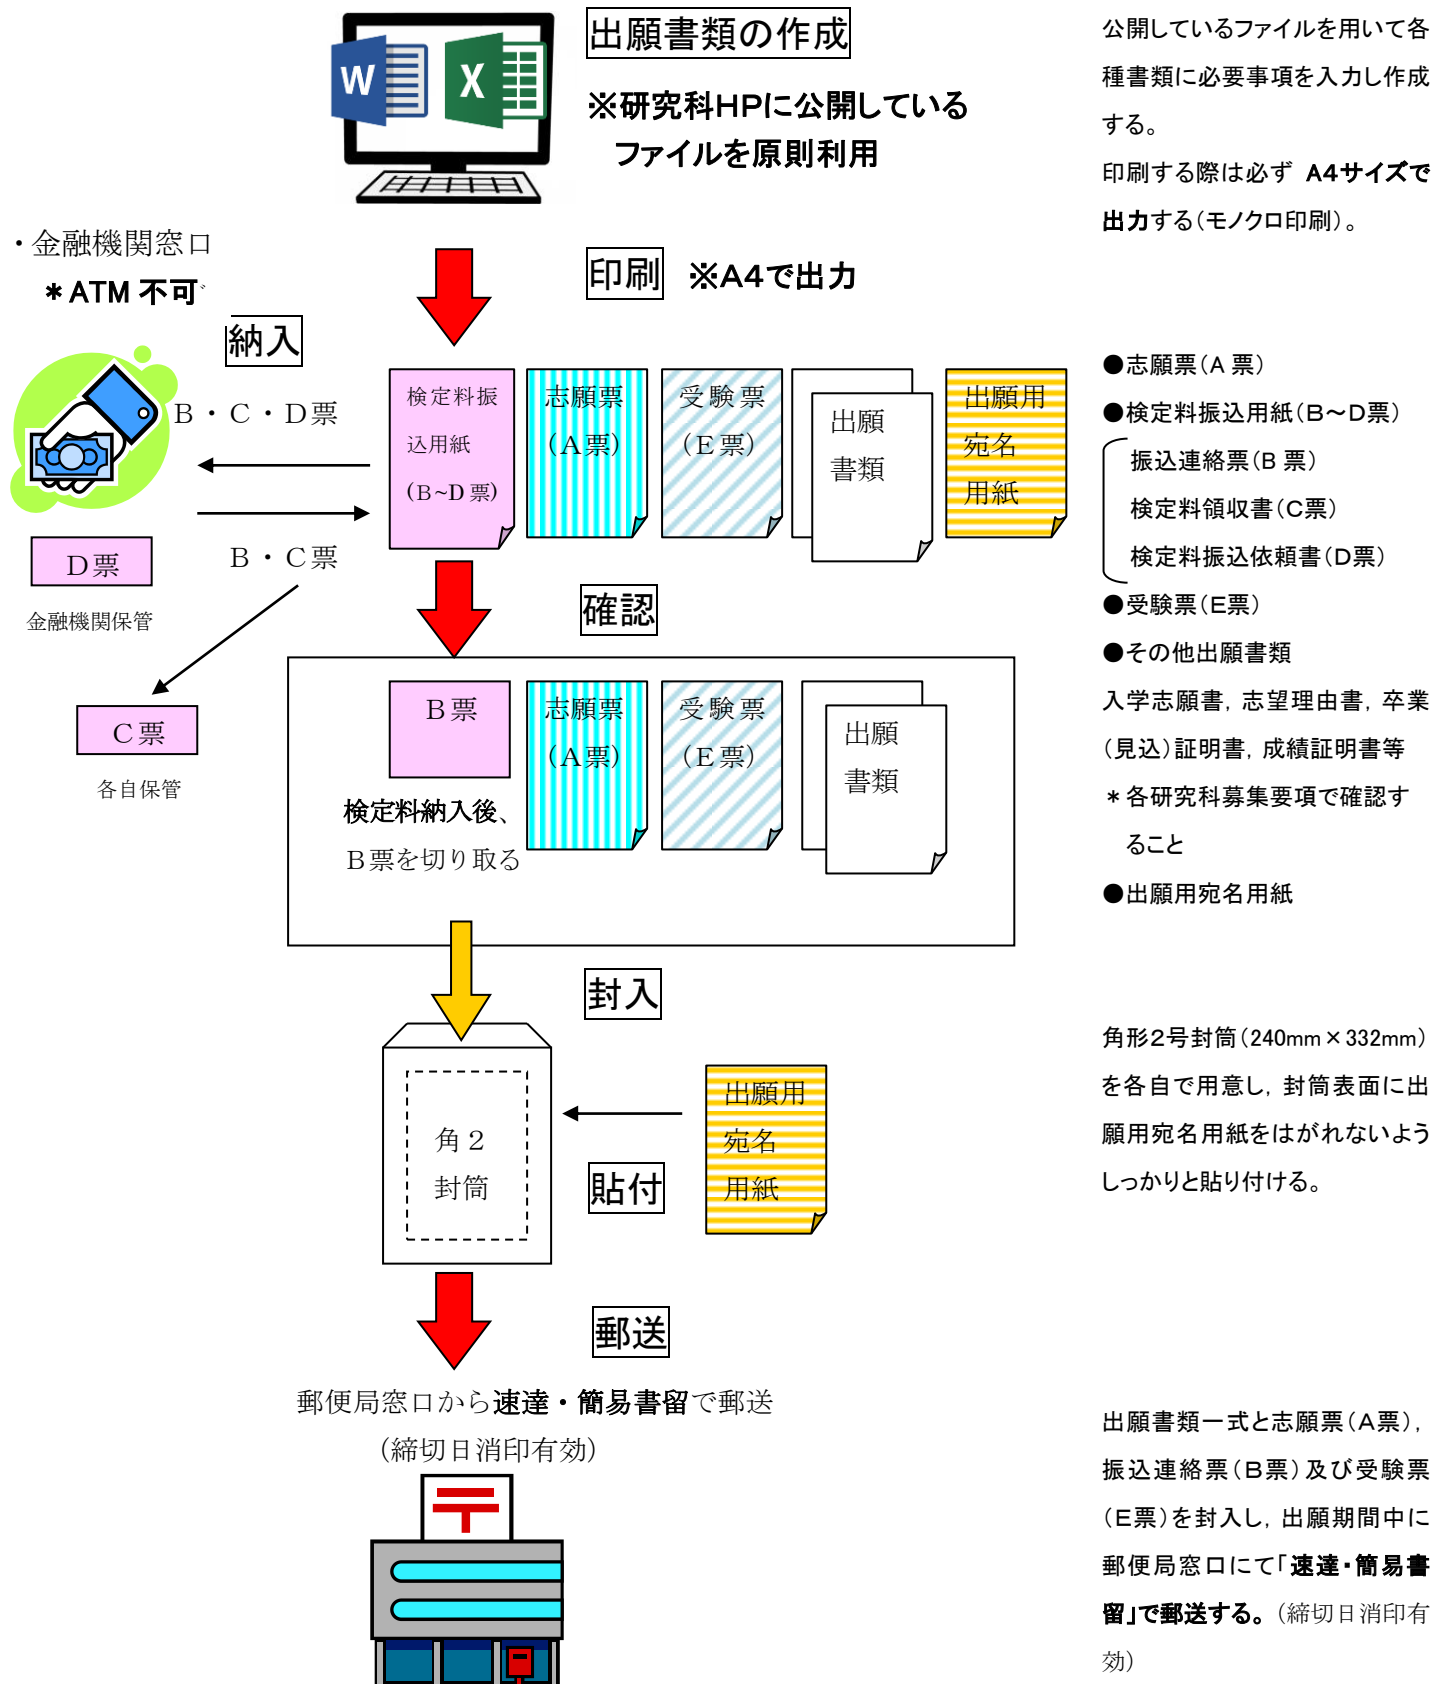 W X
出願書類の作成
※研究科HPに公開している
ファイルを原則利用
公開しているファイルを用いて各
種書類に必要事項を入力し作成
する。
印刷する際は必ず A4サイズで
出力する(モノクロ印刷)。
・金融機関窓口
＊ATM 不可
印刷 ※A4で出力
納入
B・C・D票
B・C票
D票
金融機関保管
C票
各自保管
検定料振
込用紙
(B~D 票)
志願票
(A票)
受験票
(E票)
出願
書類
出願用
宛名
用紙
●志願票(A 票)
●検定料振込用紙(B～D票)
振込連絡票(B 票)
検定料領収書(C票)
検定料振込依頼書(D票)
●受験票(E票)
●その他出願書類
入学志願書, 志望理由書, 卒業
(見込)証明書, 成績証明書等
＊各研究科募集要項で確認す
ること
●出願用宛名用紙
確認
B票
検定料納入後、
B票を切り取る
志願票
(A票)
受験票
(E票)
出願
書類
封入
角2
封筒
貼付
出願用
宛名
用紙
角形2号封筒(240mm×332mm)
を各自で用意し, 封筒表面に出
願用宛名用紙をはがれないよう
しっかりと貼り付ける。
郵送
郵便局窓口から速達・簡易書留で郵送
(締切日消印有効)
〒
出願書類一式と志願票(A票),
振込連絡票(B票)及び受験票
(E票)を封入し, 出願期間中に
郵便局窓口にて「速達・簡易書
留」で郵送する。(締切日消印有
効)